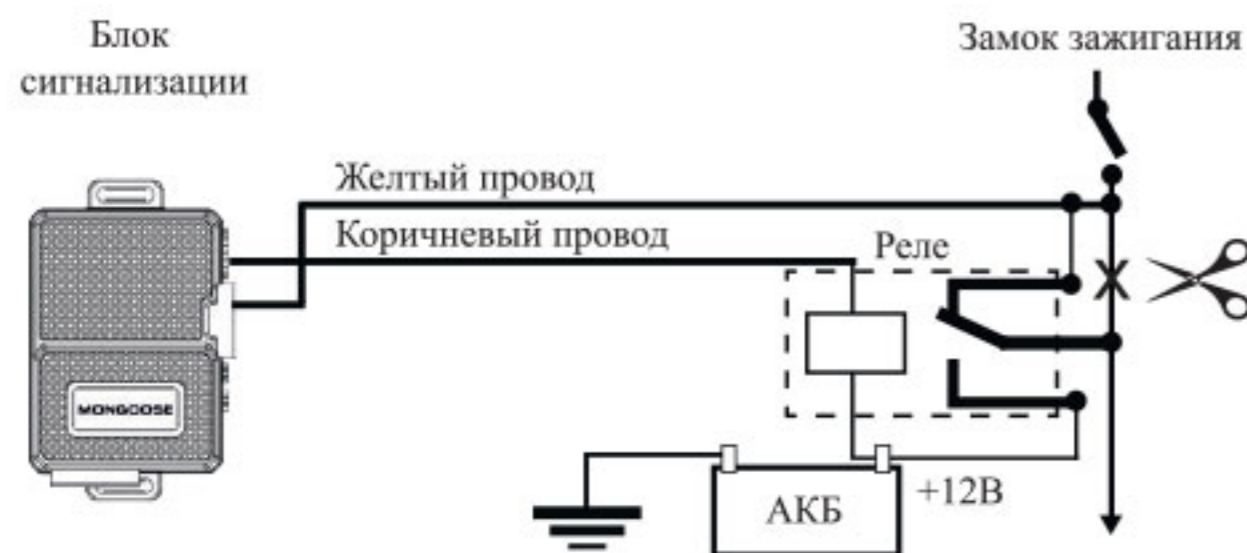 Блок
сигнализации
Замок зажигания
Желтый провод
Коричневый провод
Реле
MONGOOSE
АКБ
+12В